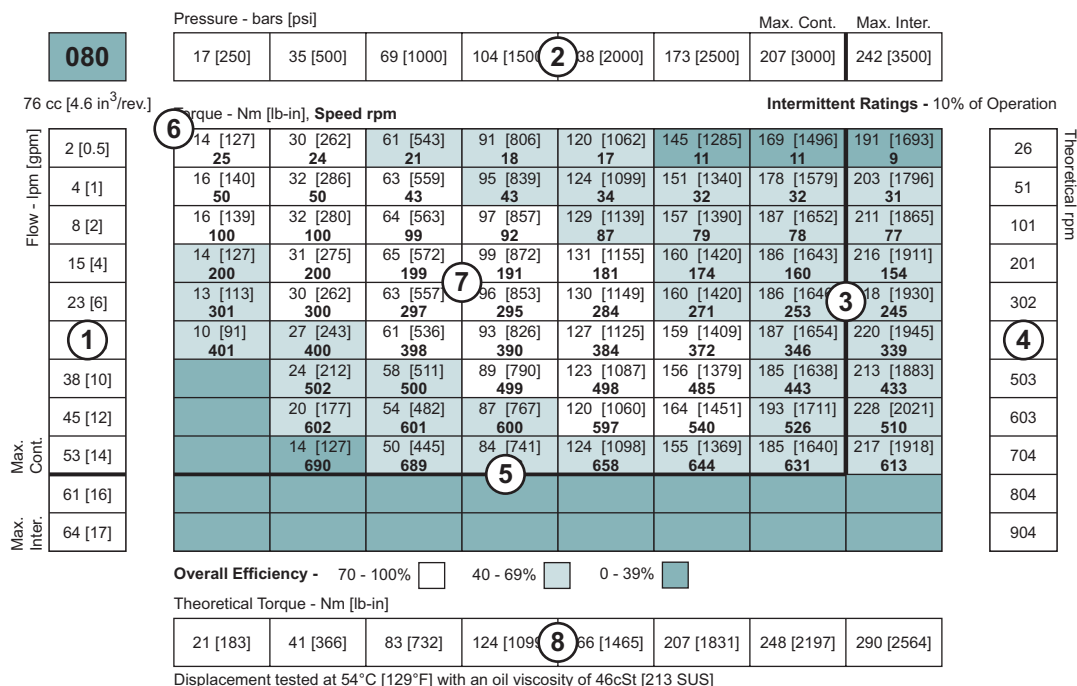 Pressure - bars [psi]
Max. Cont. Max. Inter.
080
17 [250] 35 [500] 69 [1000] 104 2 [2000] 173 [2500] 207 [3000] 242 [3500]
76 cc [4.6 in³/rev.]
Torque - Nm [lb-in], Speed rpm
Intermittent Ratings - 10% of Operation
6
Flow - lpm [gpm]
Theoretical rpm
2 [0.5] 14 [127] 30 [262] 61 [543] 91 [806] 120 [1062] 145 [1285] 169 [1496] 191 [1693] 26
25 24 21 18 17 11 11 9
4 [1] 16 [140] 32 [286] 63 [559] 95 [839] 124 [1099] 151 [1340] 178 [1579] 203 [1796] 51
50 50 43 43 34 32 32 31
8 [2] 16 [139] 32 [280] 64 [563] 97 [857] 129 [1139] 157 [1390] 187 [1652] 211 [1865] 101
100 100 99 92 87 79 78 77
15 [4] 14 [127] 31 [275] 65 [572] 99 [872] 131 [1155] 160 [1420] 186 [1643] 216 [1911] 201
200 200 199 191 181 174 160 154
7
23 [6] 13 [113] 30 [262] 63 [557] 96 [853] 130 [1149] 160 [1420] 186 3 [1930] 302
301 300 297 295 284 271 253 245
1 10 [91] 27 [243] 61 [536] 93 [826] 127 [1125] 159 [1409] 187 [1654] 220 [1945] 4
401 400 398 390 384 372 346 339
38 [10] 24 [212] 58 [511] 89 [790] 123 [1087] 156 [1379] 185 [1638] 213 [1883] 503
502 500 499 498 485 443 433
45 [12] 20 [177] 54 [482] 87 [767] 120 [1060] 164 [1451] 193 [1711] 228 [2021] 603
602 601 600 597 540 526 510
Max. Cont.
53 [14] 14 [127] 50 [445] 84 [741] 124 [1098] 155 [1369] 185 [1640] 217 [1918] 704
690 689 5 658 644 631 613
61 [16] 804
Max. Inter.
64 [17] 904
Overall Efficiency - 70 - 100% 40 - 69% 0 - 39%
Theoretical Torque - Nm [lb-in]
21 [183] 41 [366] 83 [732] 124 8 [1465] 207 [1831] 248 [2197] 290 [2564]
Displacement tested at 54°C [129°F] with an oil viscosity of 46cSt [213 SUS]